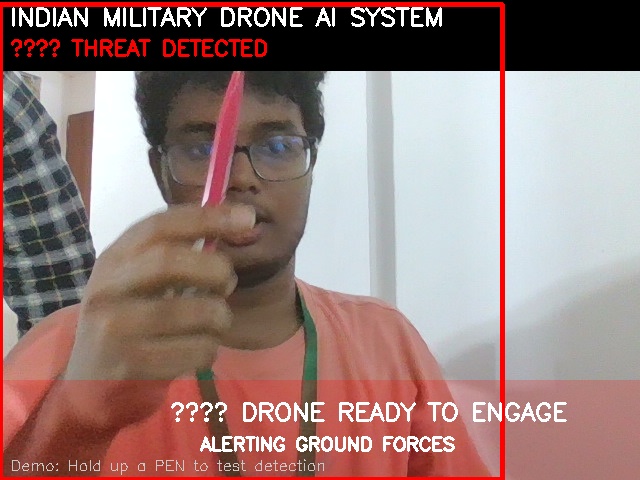 INDIAN MILITARY DRONE AI SYSTEM
???? THREAT DETECTED
???? DRONE READY TO ENGAGE
ALERTING GROUND FORCES
Demo: Hold up a PEN to test detection